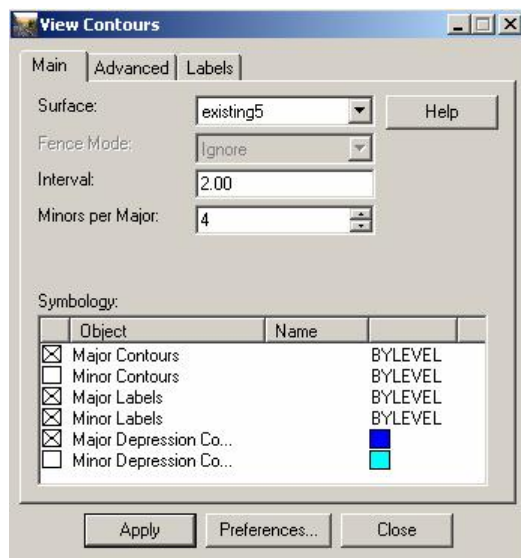 View Contours
Main Advanced Labels
Surface: existing5 Help
Fence Mode: Ignore
Interval: 2.00
Minors per Major: 4
Symbology:
Object Name
Major Contours BYLEVEL
Minor Contours BYLEVEL
Major Labels BYLEVEL
Minor Labels BYLEVEL
Major Depression Co...
Minor Depression Co...
Apply Preferences... Close